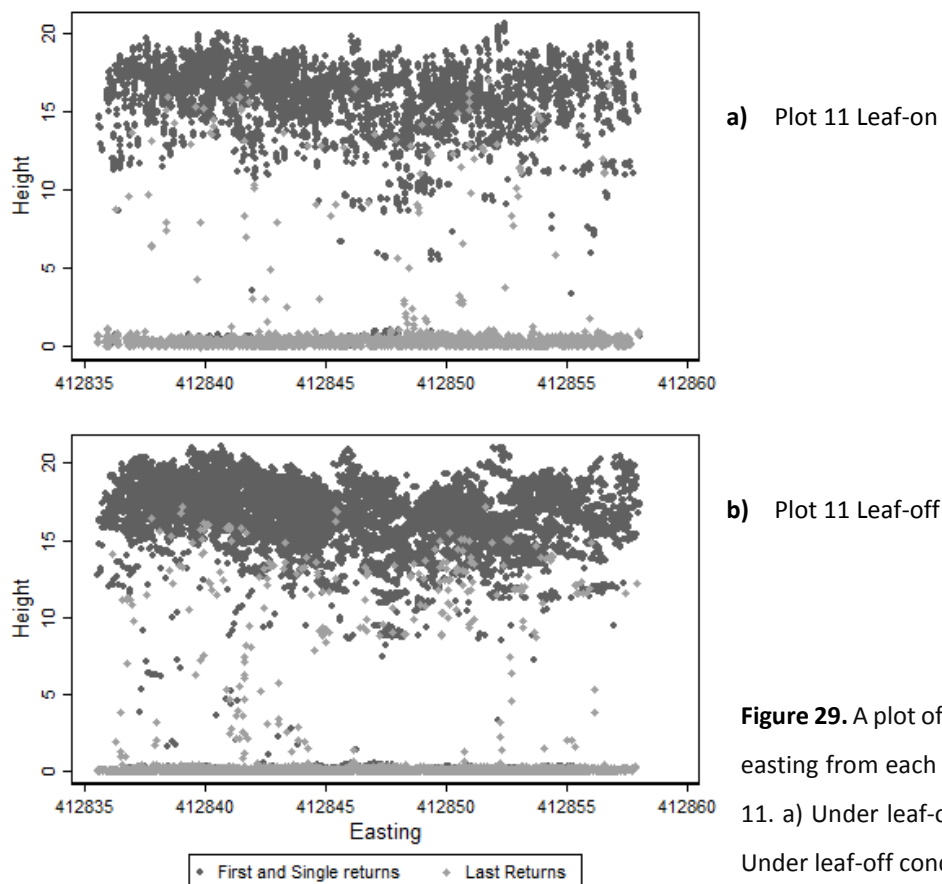 20
15
10
5
0
Height
412835 412840 412845 412850 412855 412860
a) Plot 11 Leaf-on
20
15
10
5
0
Height
412835 412840 412845 412850 412855 412860
Easting
First and Single returns Last Returns
b) Plot 11 Leaf-off
Figure 29. A plot of
easting from each
11. a) Under
Under leaf-off